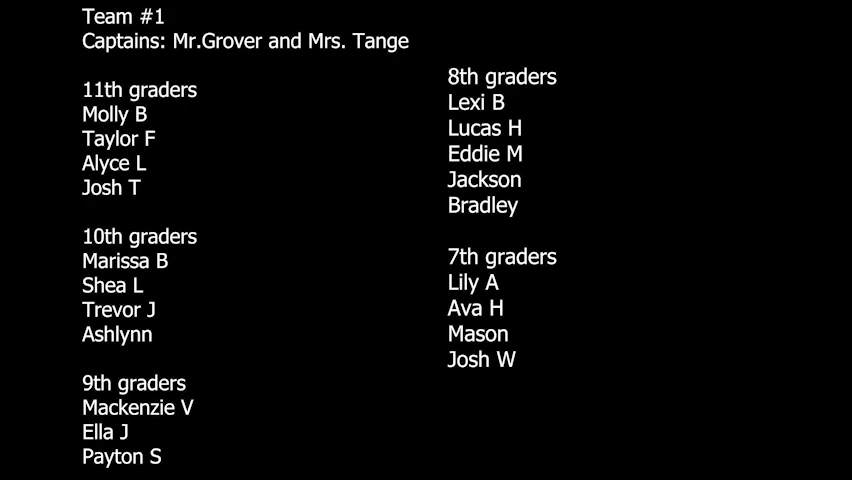 Team #1
Captains: Mr.Grover and Mrs. Tange
11th graders
Molly B
Taylor F
Alyce L
Josh T
10th graders
Marissa B
Shea L
Trevor J
Ashlynn
9th graders
Mackenzie V
Ella J
Payton S
8th graders
Lexi B
Lucas H
Eddie M
Jackson
Bradley
7th graders
Lily A
Ava H
Mason
Josh W